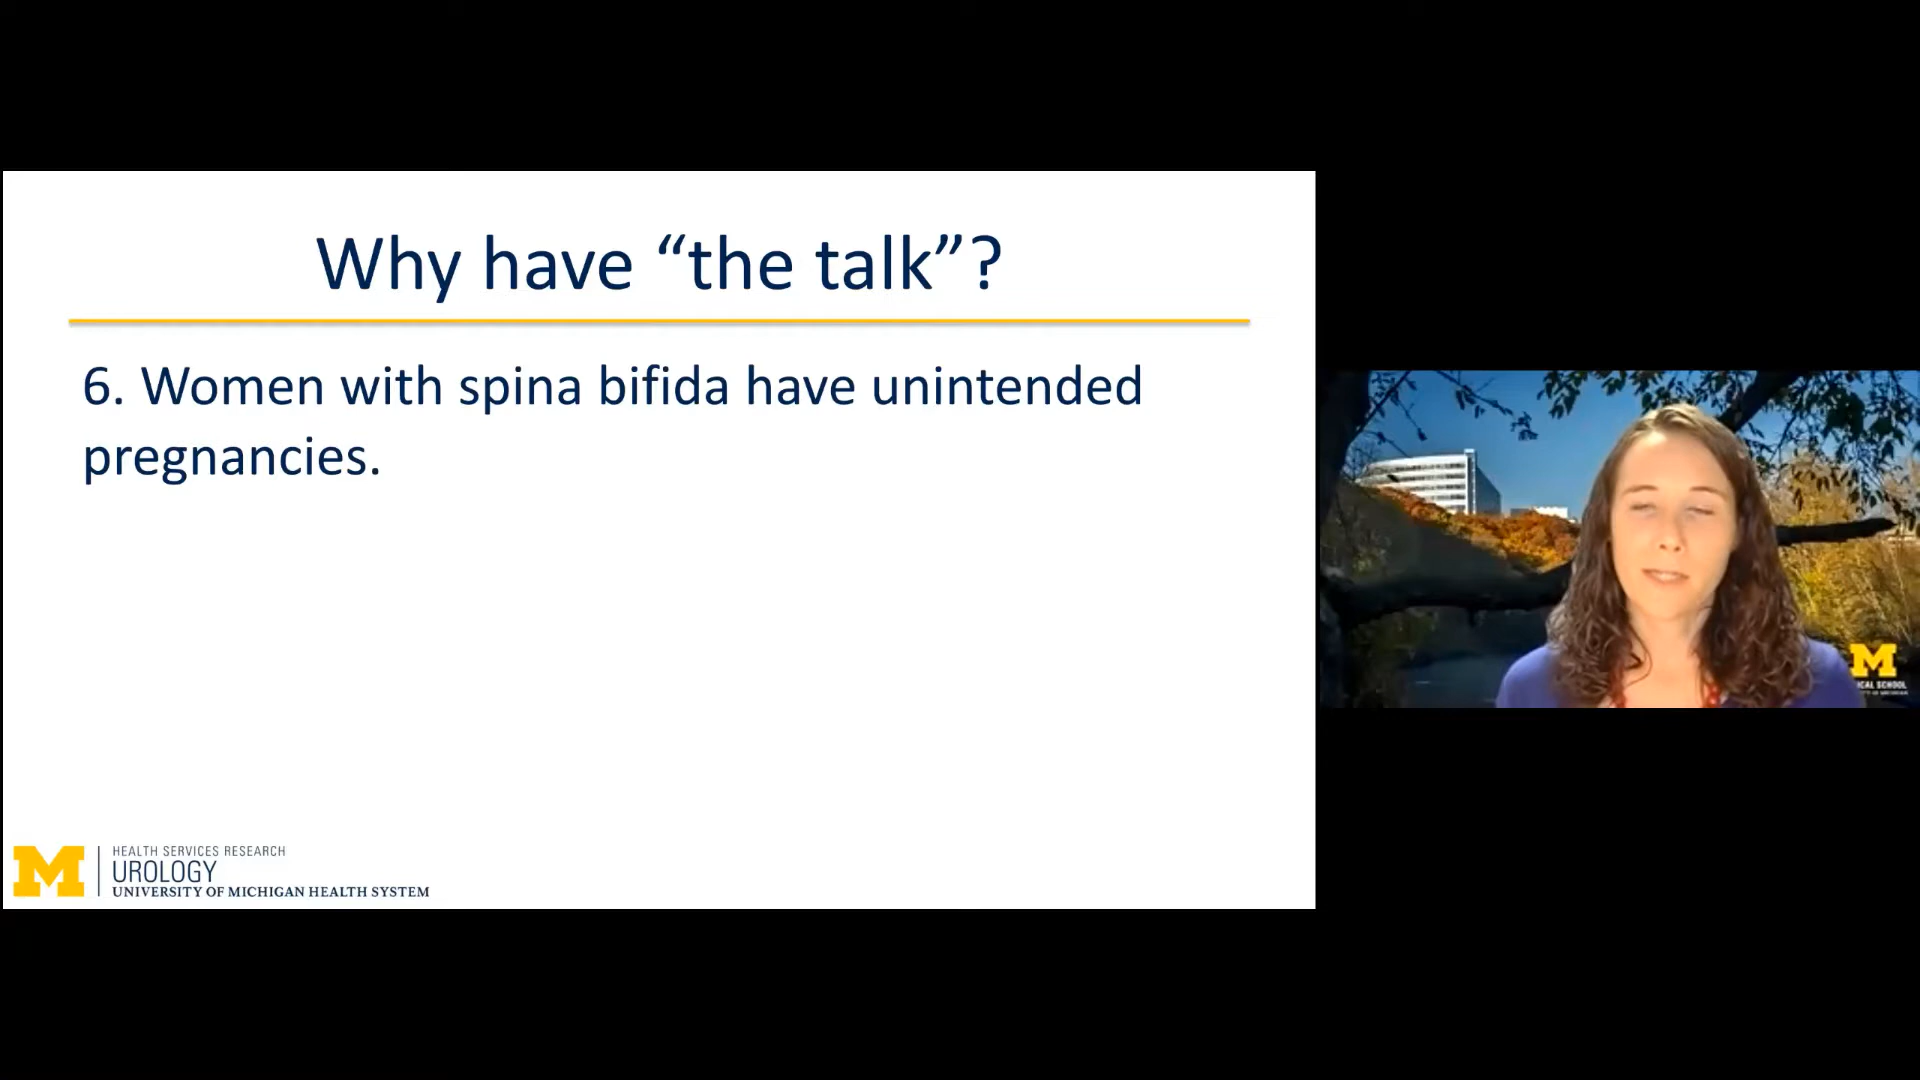 Why have “the talk”?
6. Women with spina bifida have unintended
pregnancies.
M
HEALTH SERVICES RESEARCH
UROLOGY
UNIVERSITY OF MICHIGAN HEALTH SYSTEM
M
SCHOOL